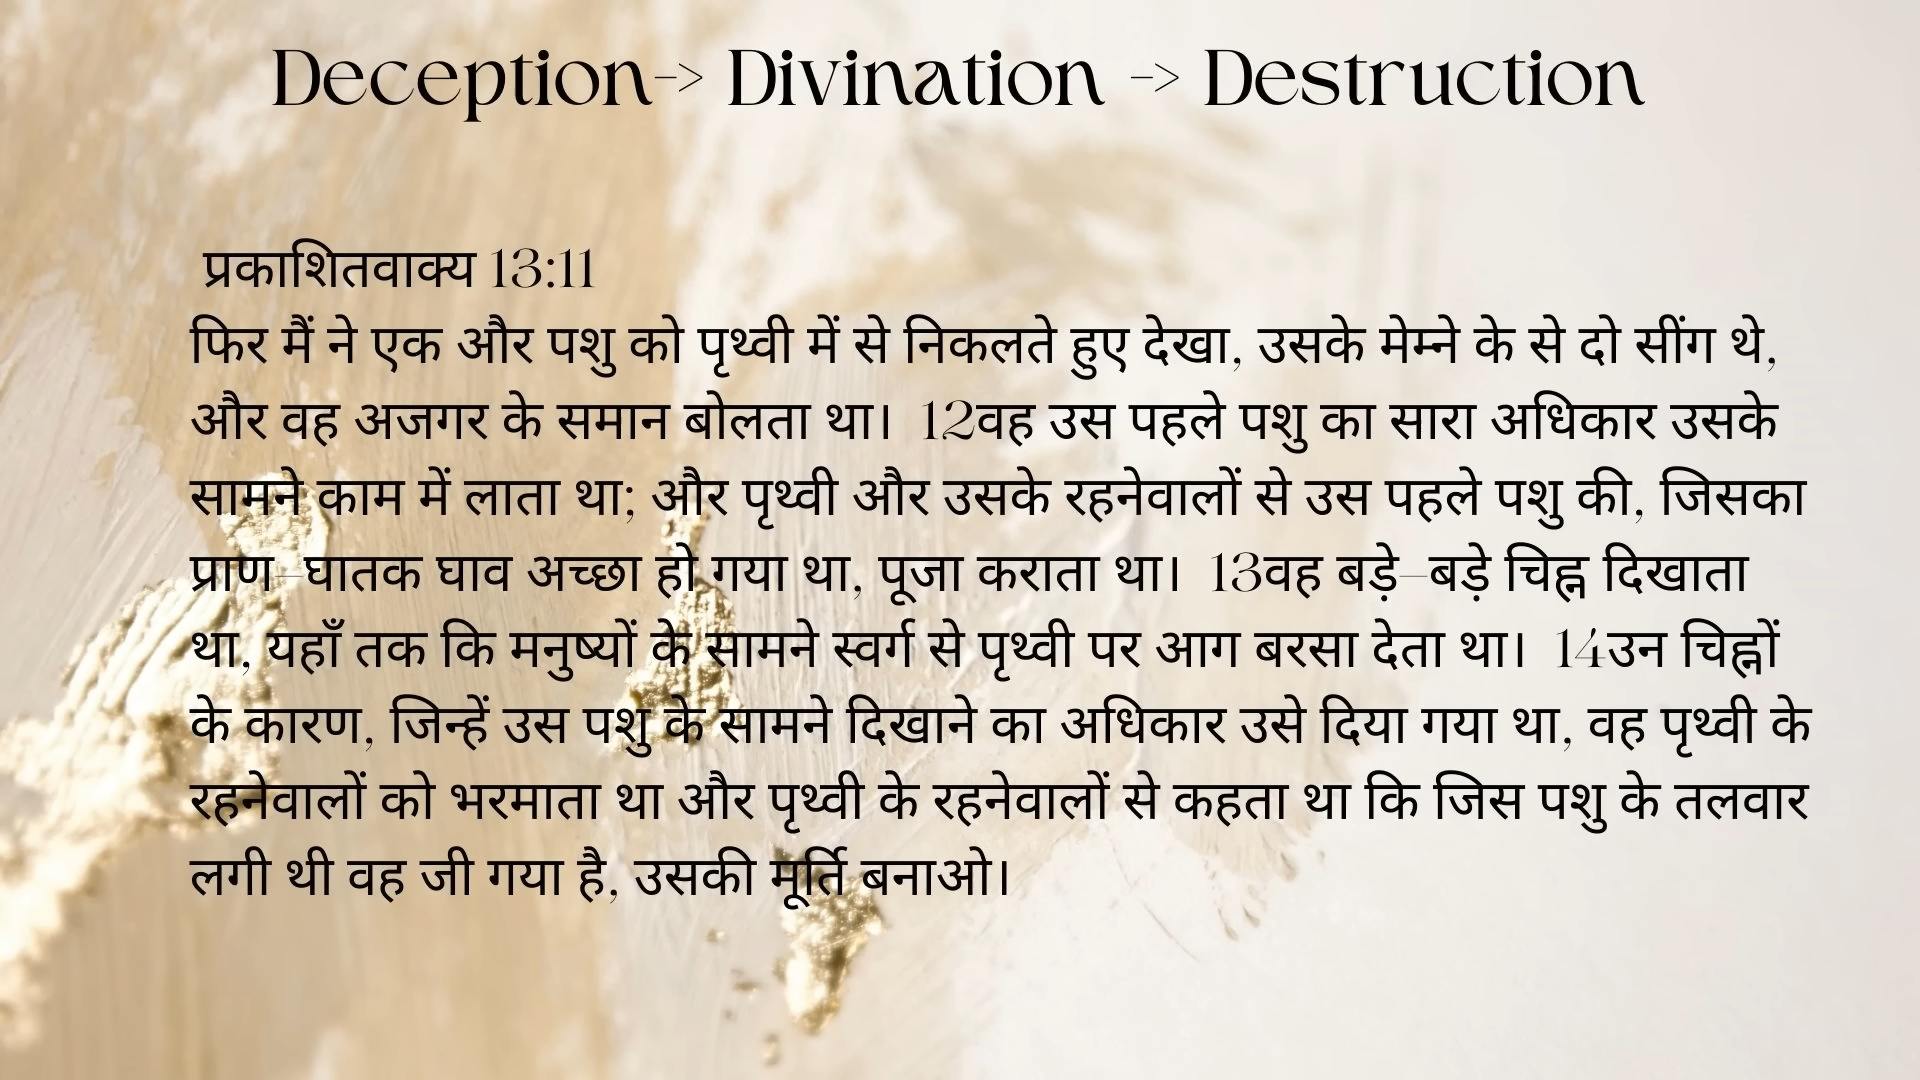 Deception-> Divination -> Destruction
प्रकाशितवाक्य 13:11
फिर मैं ने एक और पशु को पृथ्वी में से निकलते हुए देखा, उसके मेम्ने के से दो सींग थे,
और वह अजगर के समान बोलता था।  12वह उस पहले पशु का सारा अधिकार उसके
सामने काम में लाता था; और पृथ्वी और उसके रहनेवालों से उस पहले पशु की, जिसका
प्राण–घातक घाव अच्छा हो गया था, पूजा कराता था।  13वह बड़े–बड़े चिह्न दिखाता
था, यहाँ तक कि मनुष्यों के सामने स्वर्ग से पृथ्वी पर आग बरसा देता था।  14उन चिह्नों
के कारण, जिन्हें उस पशु के सामने दिखाने का अधिकार उसे दिया गया था, वह पृथ्वी के
रहनेवालों को भरमाता था और पृथ्वी के रहनेवालों से कहता था कि जिस पशु के तलवार
लगी थी वह जी गया है, उसकी मूर्ति बनाओ।